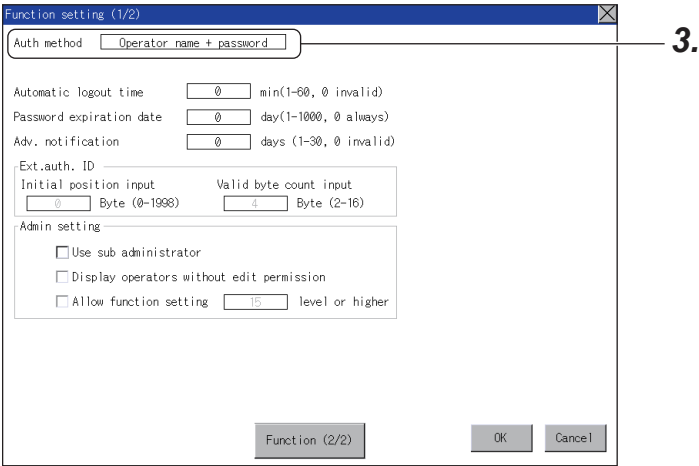 Function setting (1/2)
Auth method Operator name + password
3.
Automatic logout time 0 min(1-60, 0 invalid)
Password expiration date 0 day(1-1000, 0 always)
Adv. notification 0 days (1-30, 0 invalid)
Ext.auth. ID
Initial position input Valid byte count input
0 Byte (0-1998) 4 Byte (2-16)
Admin setting
Use sub administrator
Display operators without edit permission
Allow function setting 15 level or higher
Function (2/2) OK Cancel